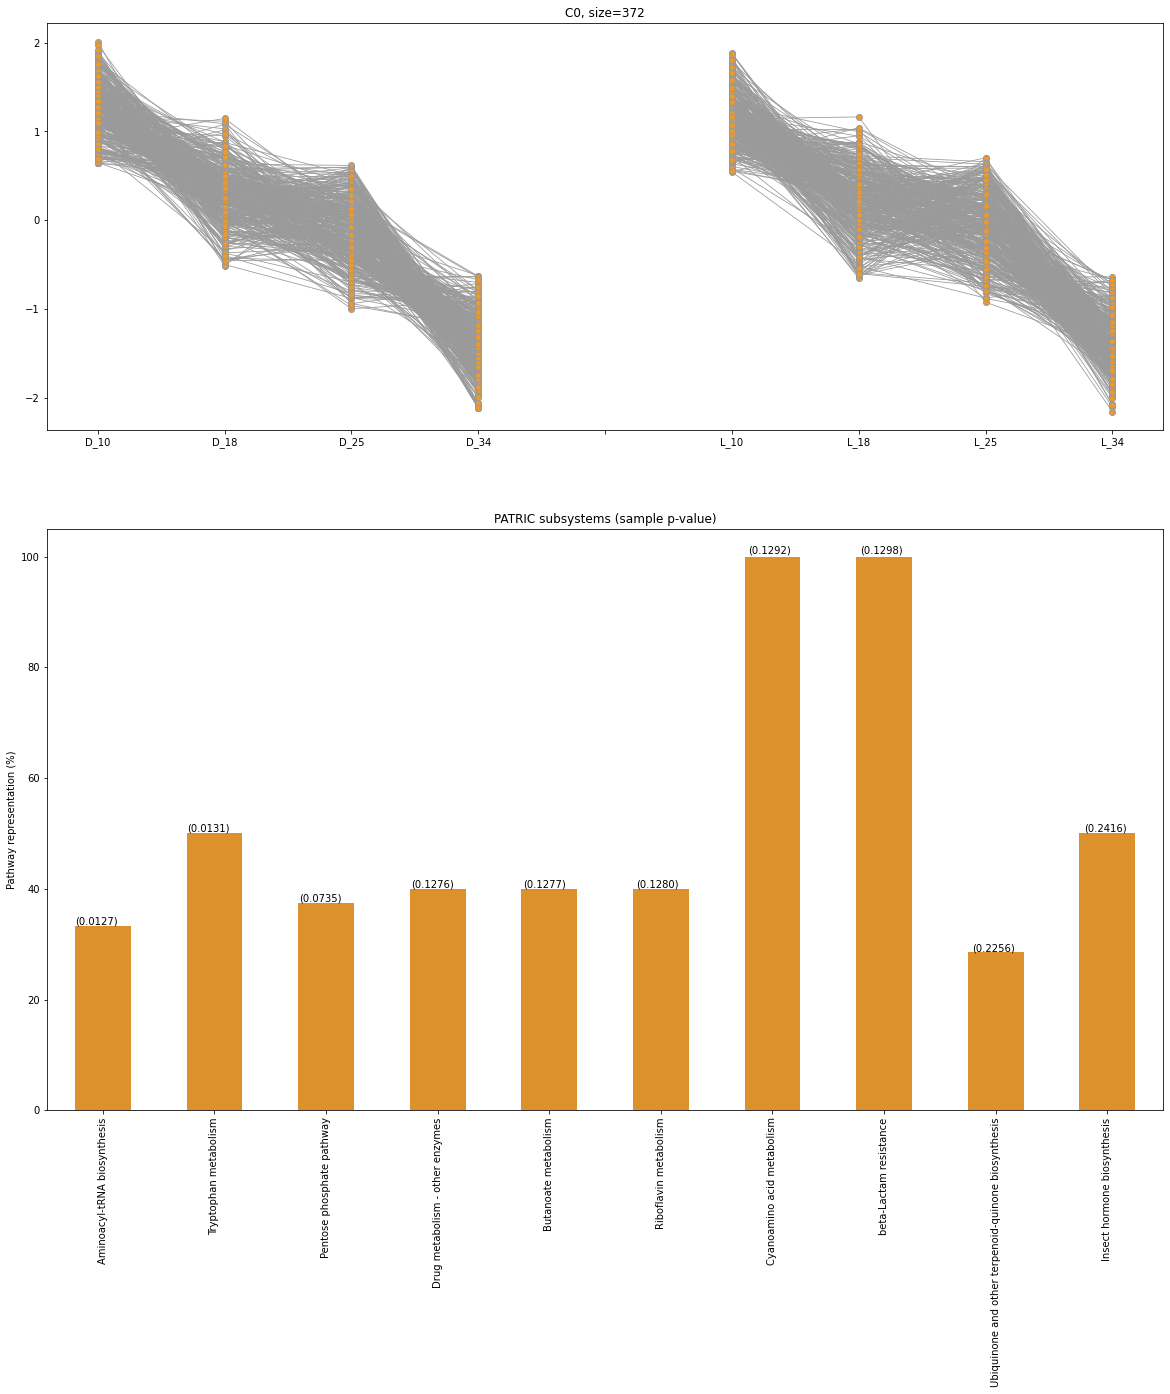 C0, size=372
2
1
0
−1
−2
D_10 D_18 D_25 D_34 L_10 L_18 L_25 L_34
PATRIC subsystems (sample p-value)
Pathway representation (%)
100
80
60
40
20
0
(0.0127)
(0.0131)
(0.0735)
(0.1276)
(0.1277)
(0.1280)
(0.1292)
(0.1298)
(0.2256)
(0.2416)
Aminoacyl-tRNA biosynthesis
Tryptophan metabolism
Pentose phosphate pathway
Drug metabolism - other enzymes
Butanoate metabolism
Riboflavin metabolism
Cyanoamino acid metabolism
beta-Lactam resistance
Ubiquinone and other terpenoid-quinone biosynthesis
Insect hormone biosynthesis